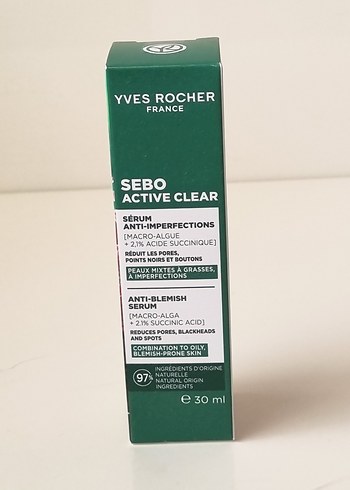 YVES ROCHER
FRANCE
SEBO
ACTIVE CLEAR
SÉRUM
ANTI-IMPERFECTIONS
[MACRO-ALGUE
+ 2,1% ACIDE SUCCINIQUE]
RÉDUIT LES PORES,
POINTS NOIRS ET BOUTONS
PEAUX MIXTES À GRASSES,
À IMPERFECTIONS
ANTI-BLEMISH
SERUM
[MACRO-ALGA
+ 2.1% SUCCINIC ACID]
REDUCES PORES, BLACKHEADS
AND SPOTS
COMBINATION TO OILY,
BLEMISH-PRONE SKIN
97%
INGRÉDIENTS D'ORIGINE
NATURELLE
NATURAL ORIGIN
INGREDIENTS
℮ 30 ml